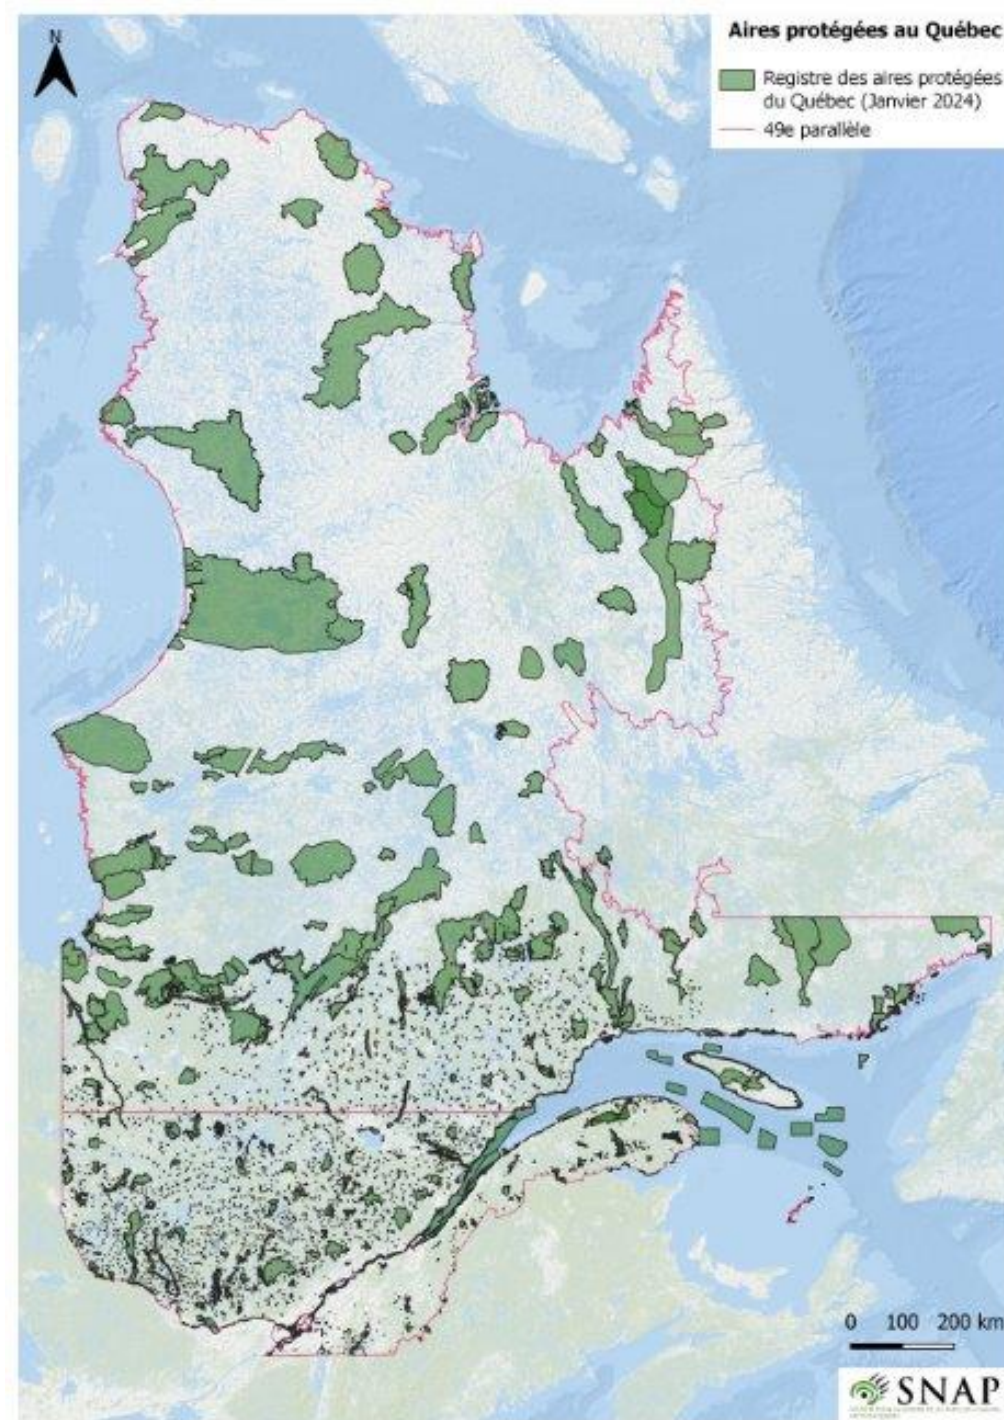 N
Aires protégées au Québec
Registre des aires protégées
du Québec (Janvier 2024)
49e parallèle
0 100 200 km
SNAP